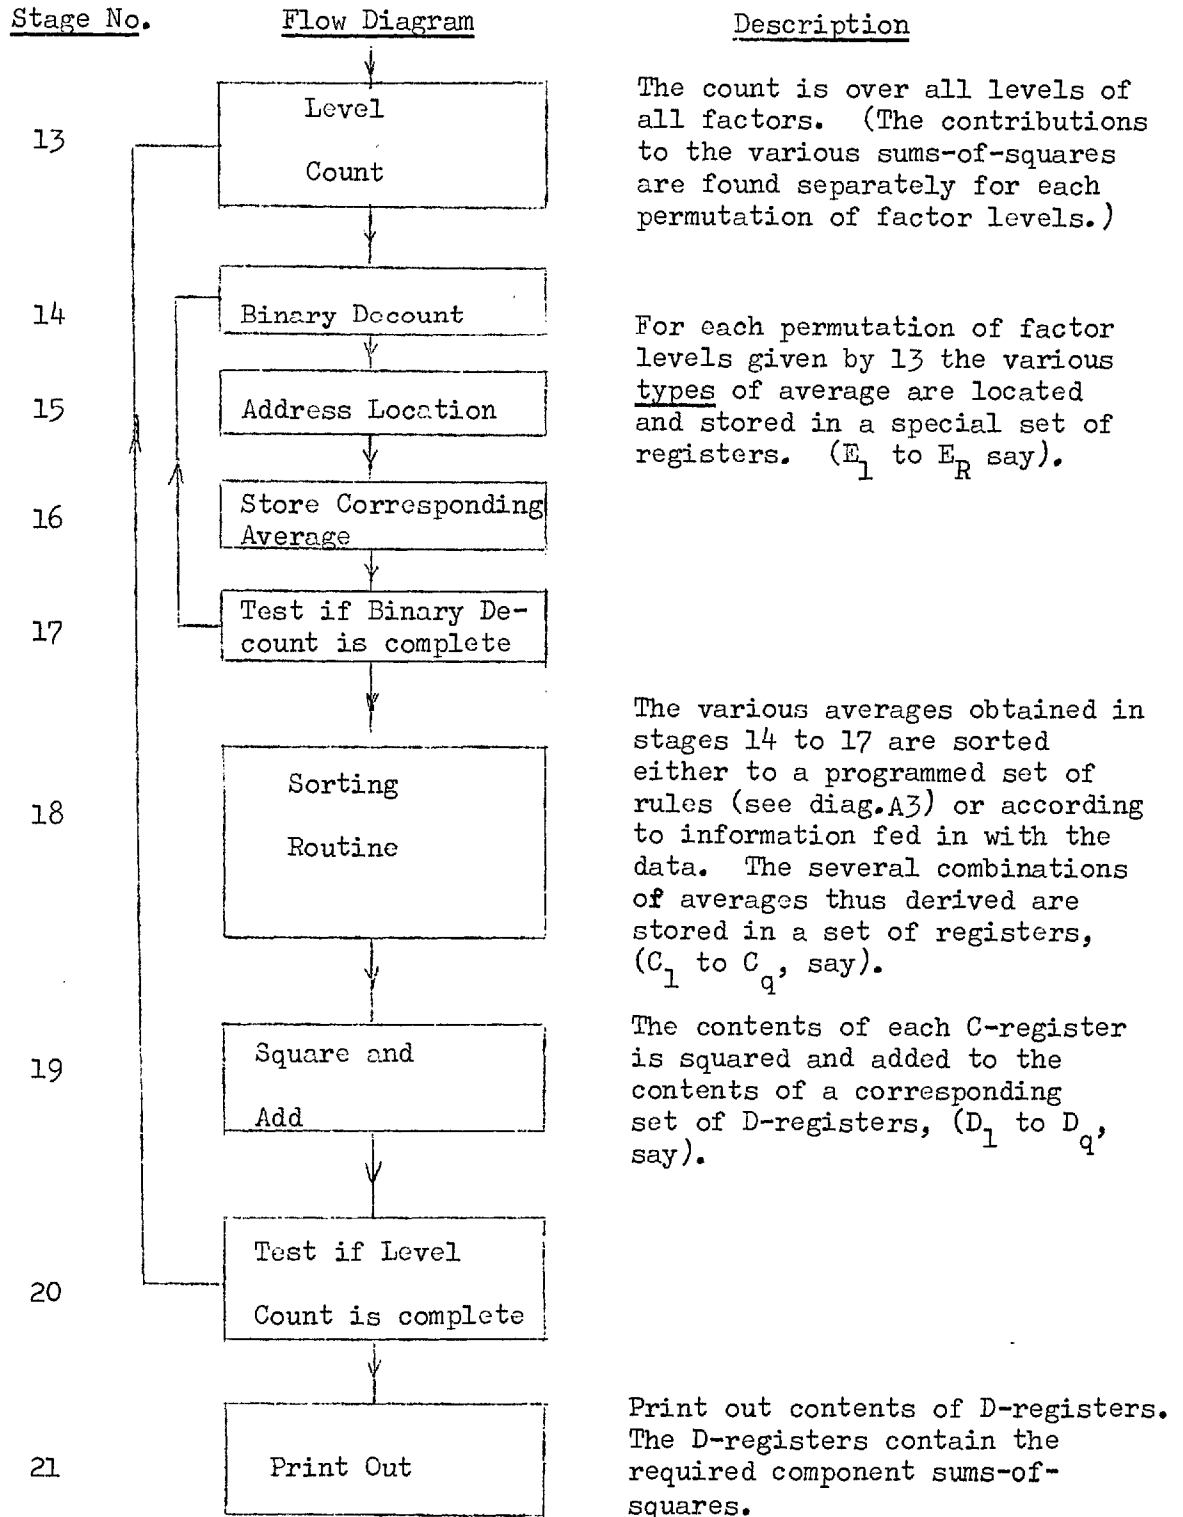 Stage No. Flow Diagram Description
13
Level
Count
The count is over all levels of
all factors. (The contributions
to the various sums-of-squares
are found separately for each
permutation of factor levels.)
14
Binary Decount
15
Address Location
16
Store Corresponding
Average
17
Test if Binary De-
count is complete
For each permutation of factor
levels given by 13 the various
types of average are located
and stored in a special set of
registers. (E1 to ER say).
18
Sorting
Routine
The various averages obtained in
stages 14 to 17 are sorted
either to a programmed set of
rules (see diag.A3) or according
to information fed in with the
data. The several combinations
of averages thus derived are
stored in a set of registers,
(C1 to Cq, say).
19
Square and
Add
The contents of each C-register
is squared and added to the
contents of a corresponding
set of D-registers, (D1 to Dq,
say).
20
Test if Level
Count is complete
21
Print Out
Print out contents of D-registers.
The D-registers contain the
required component sums-of-
squares.